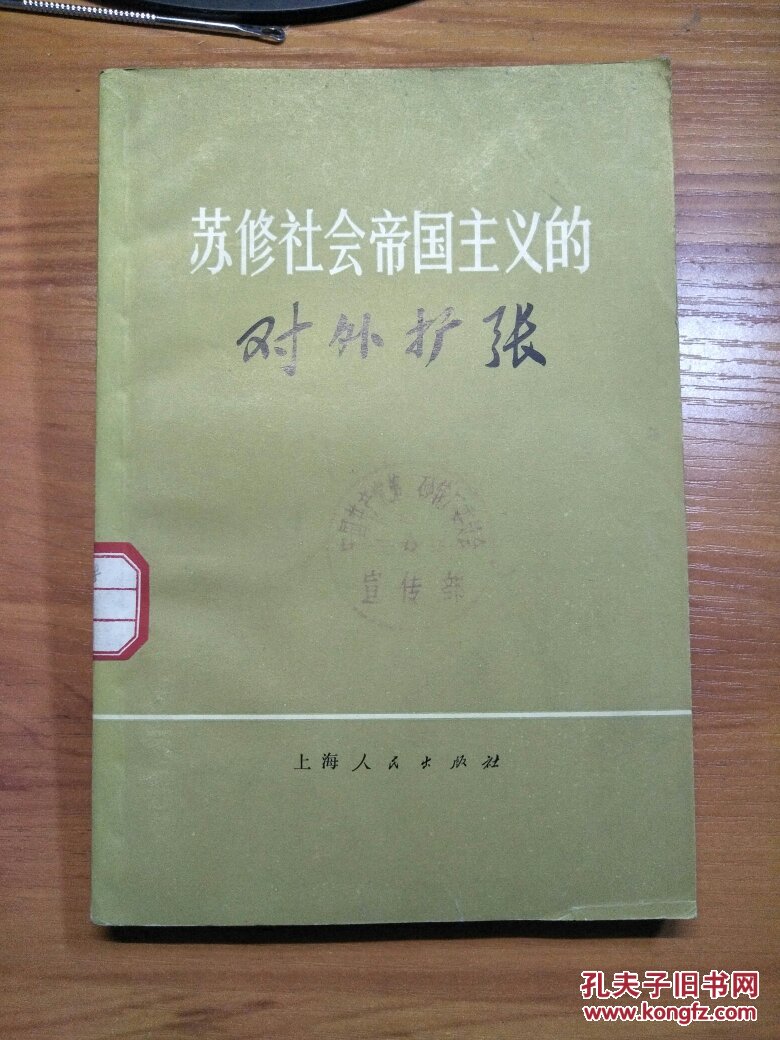 苏修社会帝国主义的
对外扩张
宣传部
上海人民出版社
孔夫子旧书网
www.kongfz.com